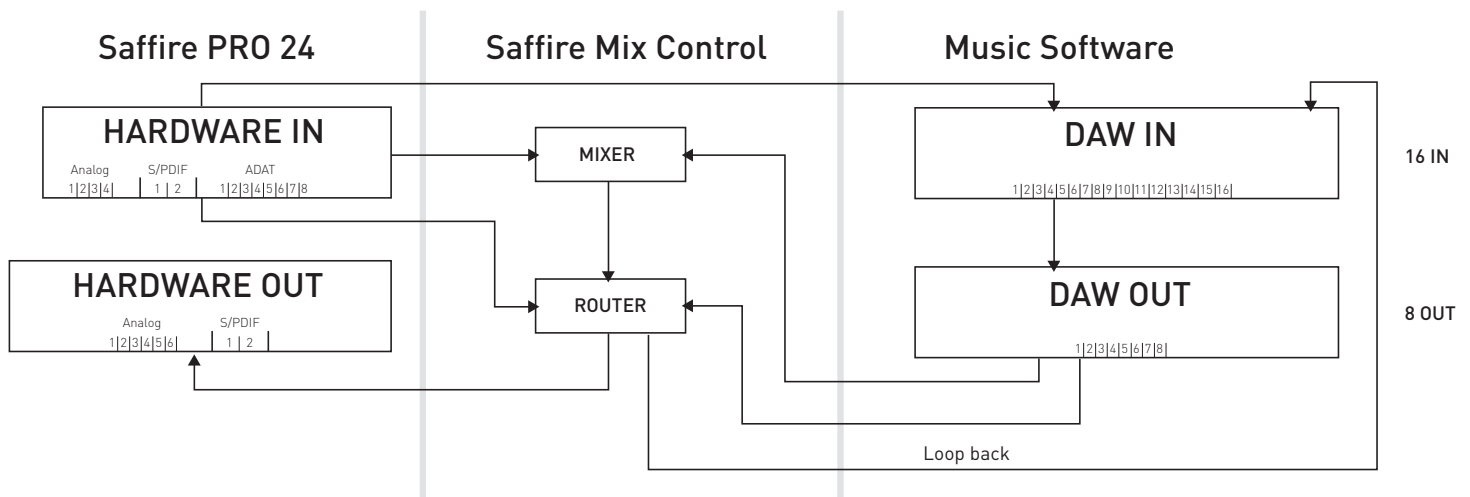 Saffire PRO 24
Saffire Mix Control
Music Software
HARDWARE IN
Analog S/PDIF ADAT
1|2|3|4| | 1 | 2 | 1|2|3|4|5|6|7|8
MIXER
DAW IN
1|2|3|4|5|6|7|8|9|10|11|12|13|14|15|16|
16 IN
HARDWARE OUT
Analog S/PDIF
1|2|3|4|5|6| | 1 | 2 |
ROUTER
DAW OUT
1|2|3|4|5|6|7|8|
8 OUT
Loop back